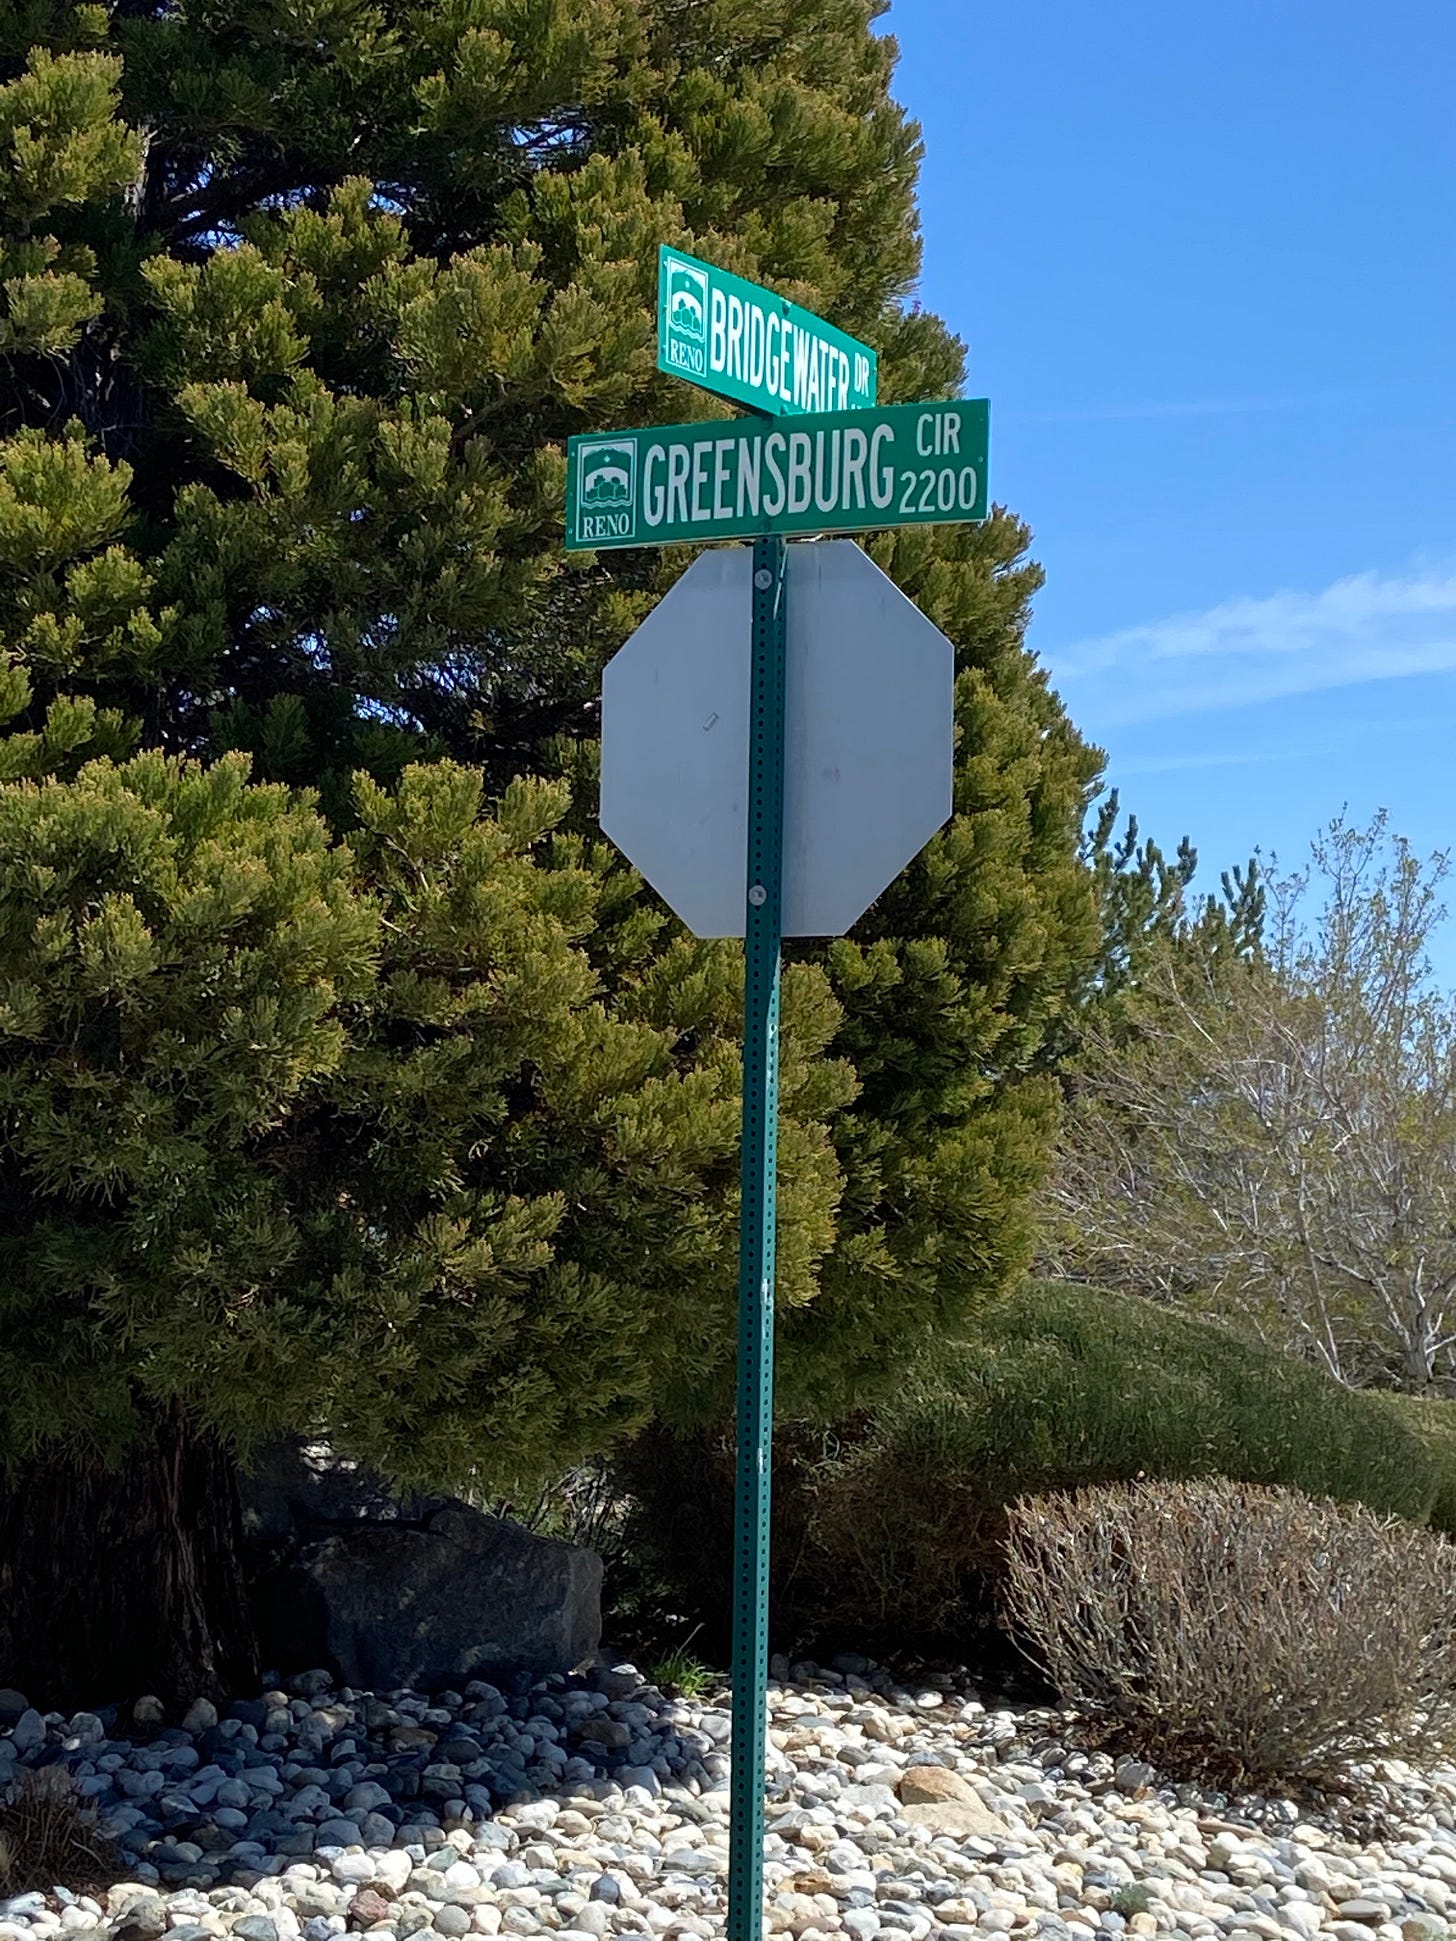 RENO BRIDGEWATER DR
RENO GREENSBURG CIR
2200